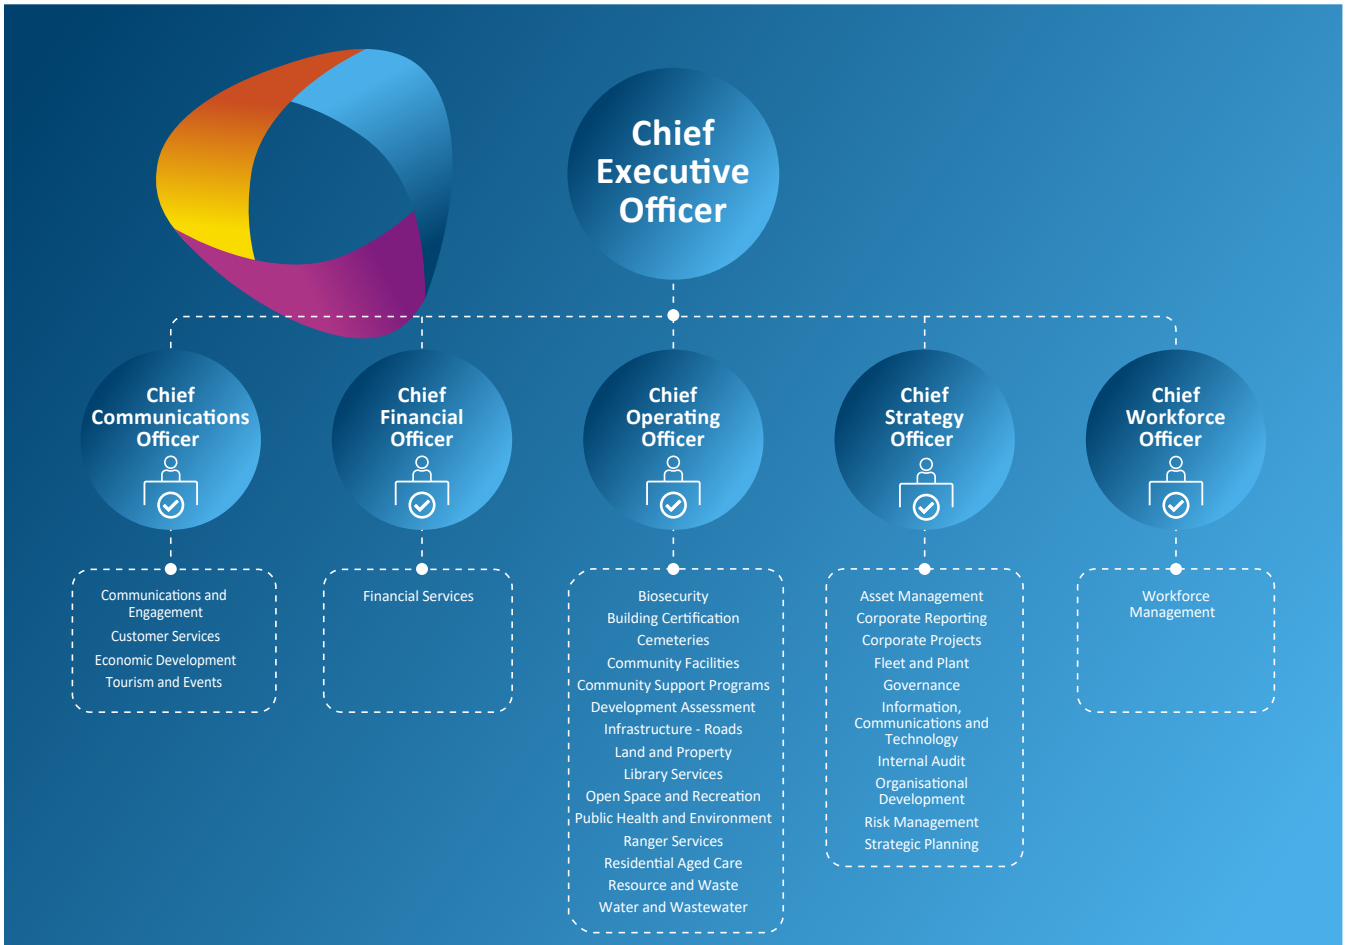 Chief
Executive
Officer
Chief
Communications
Officer
Chief
Financial
Officer
Chief
Operating
Officer
Chief
Strategy
Officer
Chief
Workforce
Officer
Communications and
Engagement
Customer Services
Economic Development
Tourism and Events
Financial Services
Biosecurity
Building Certification
Cemeteries
Community Facilities
Community Support Programs
Development Assessment
Infrastructure - Roads
Land and Property
Library Services
Open Space and Recreation
Public Health and Environment
Ranger Services
Residential Aged Care
Resource and Waste
Water and Wastewater
Asset Management
Corporate Reporting
Corporate Projects
Fleet and Plant
Governance
Information,
Communications and
Technology
Internal Audit
Organisational
Development
Risk Management
Strategic Planning
Workforce
Management